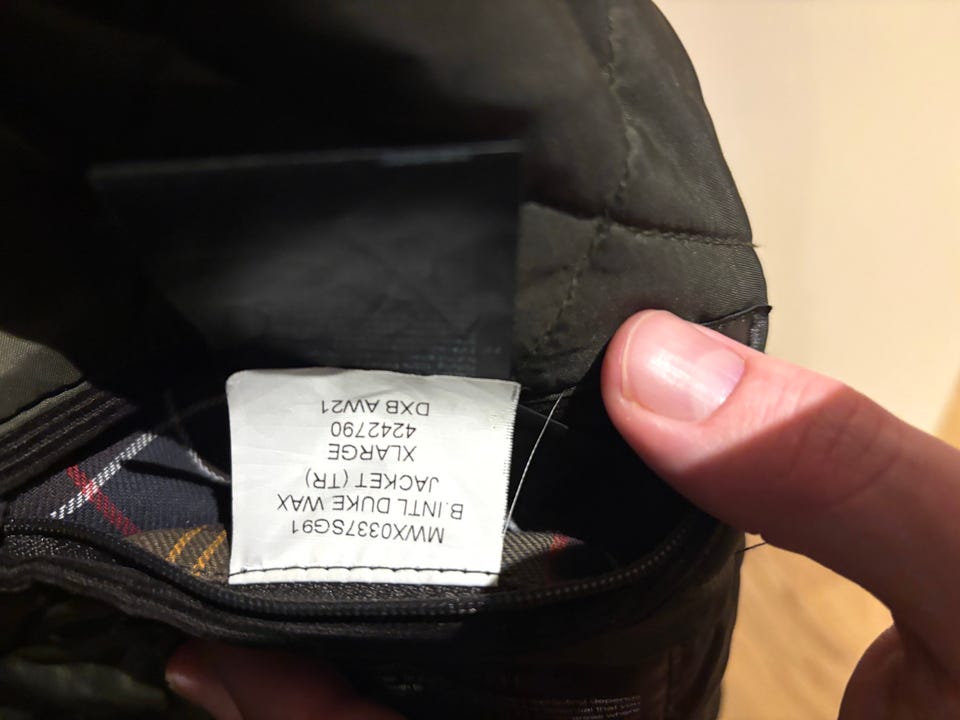 MWX0337SG91
B.INTL DUKE WAX
JACKET (TR)
XLARGE
4242790
DXB AW21